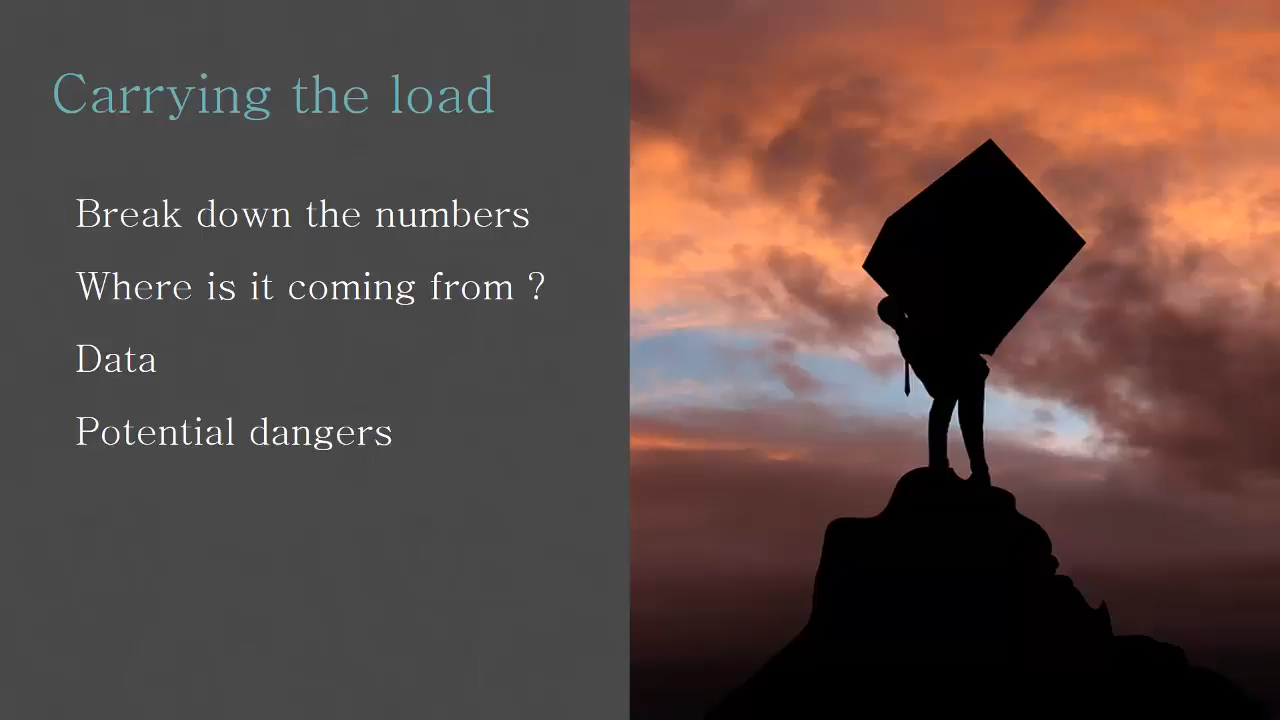 Carrying the load
Break down the numbers
Where is it coming from ?
Data
Potential dangers